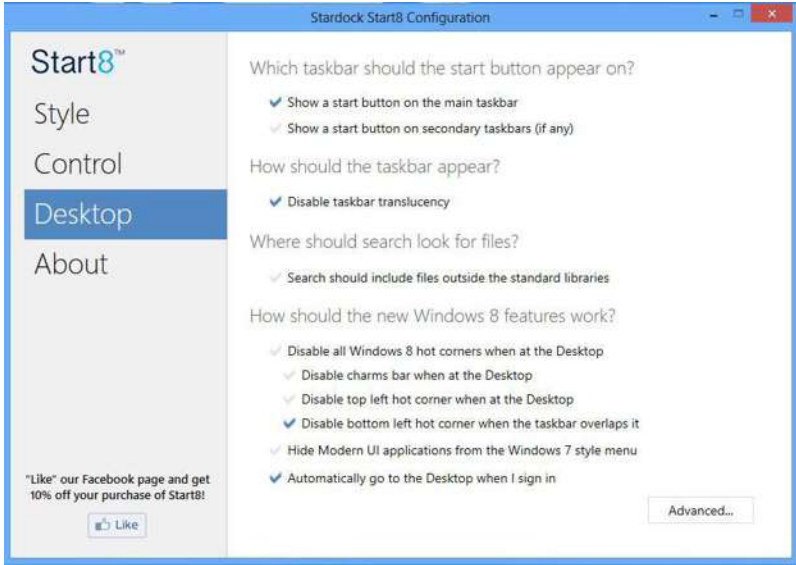 Stardock Start8 Configuration
Start8™
Style
Control
Desktop
About
"Like" our Facebook page and get
10% off your purchase of Start8!
Like
Which taskbar should the start button appear on?
Show a start button on the main taskbar
Show a start button on secondary taskbars (if any)
How should the taskbar appear?
Disable taskbar translucency
Where should search look for files?
Search should include files outside the standard libraries
How should the new Windows 8 features work?
Disable all Windows 8 hot corners when at the Desktop
Disable charms bar when at the Desktop
Disable top left hot corner when at the Desktop
Disable bottom left hot corner when the taskbar overlaps it
Hide Modern UI applications from the Windows 7 style menu
Automatically go to the Desktop when I sign in
Advanced...